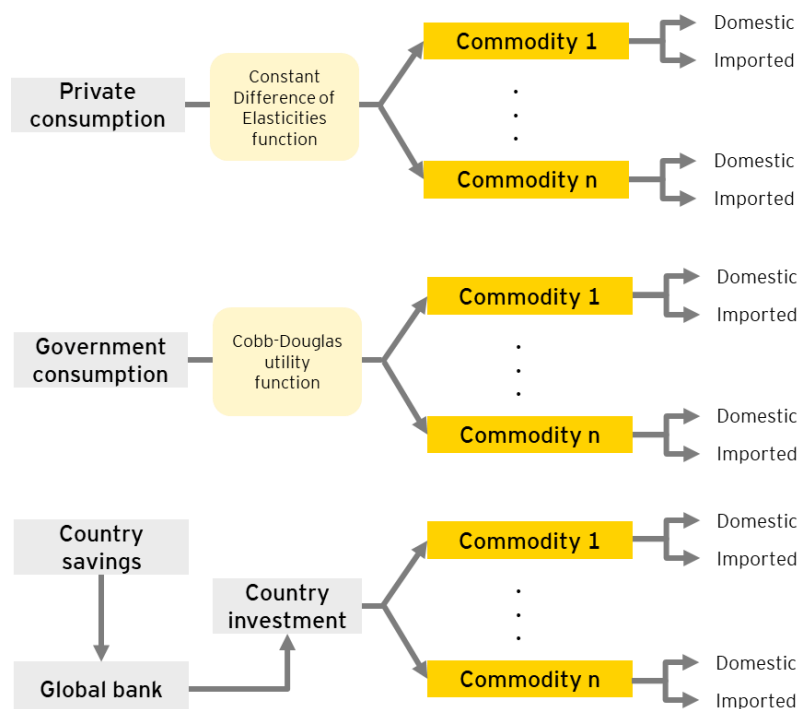 Private
consumption
Constant
Difference of
Elasticities
function
Commodity 1
Domestic
Imported
Commodity n
Domestic
Imported
Government
consumption
Cobb-Douglas
utility
function
Commodity 1
Domestic
Imported
Commodity n
Domestic
Imported
Country
savings
Global bank
Country
investment
Commodity 1
Domestic
Imported
Commodity n
Domestic
Imported